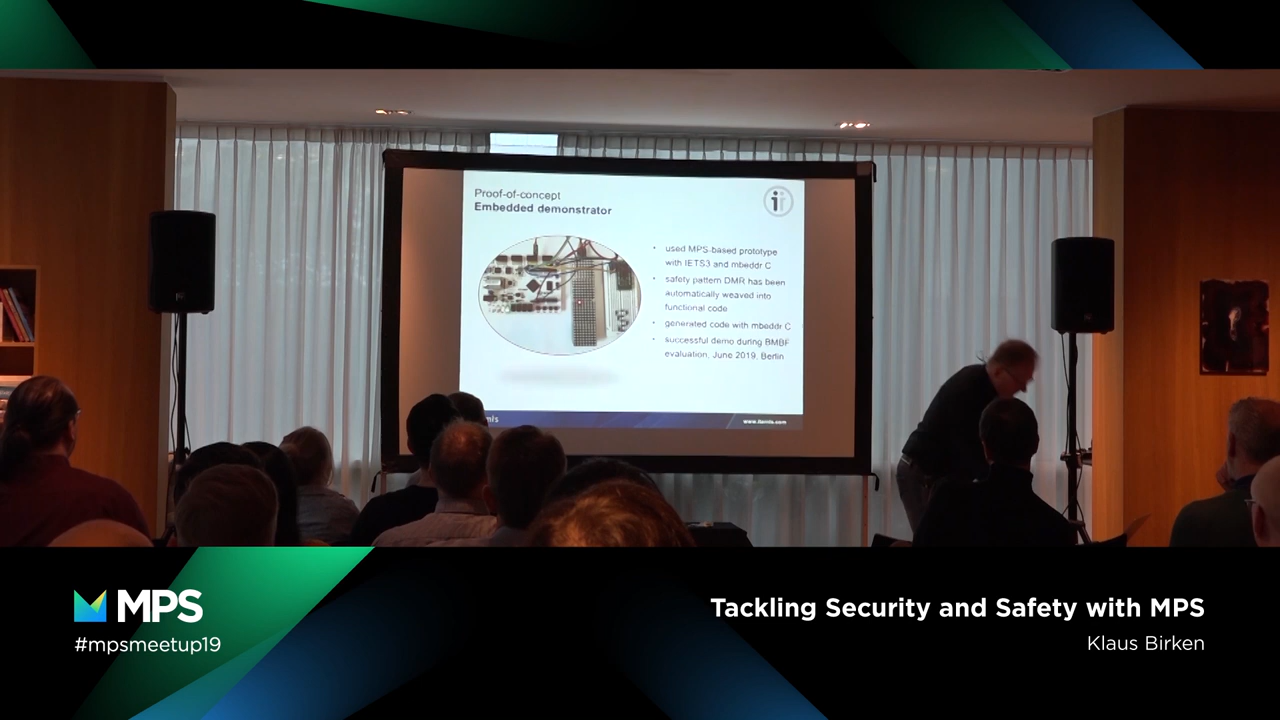 Proof-of-concept
Embedded demonstrator
• used MPS-based prototype
with IETS3 and mbeddr C
• safety pattern DMR has been
automatically weaved into
functional code
• generated code with mbeddr C
• successful demo during BMBF
evaluation, June 2019, Berlin
www.itemis.com
MPS
#mpsmeetup19
Tackling Security and Safety with MPS
Klaus Birken